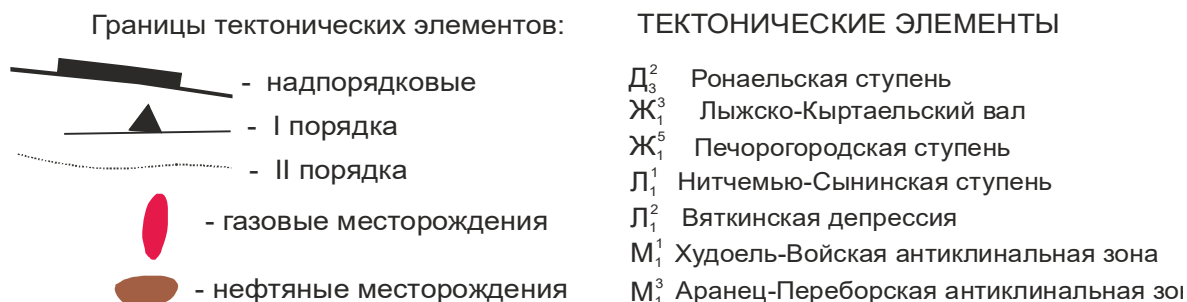 Границы тектонических элементов:
- надпорядковые
- I порядка
- II порядка
- газовые месторождения
- нефтяные месторождения
ТЕКТОНИЧЕСКИЕ ЭЛЕМЕНТЫ
Д₃² Ронаельская ступень
Ж₁³ Лыжско-Кыртаельский вал
Ж₁⁵ Печорогородская ступень
Л₁¹ Нитчемью-Сынинская ступень
Л₁² Вяткинская депрессия
М₁¹ Худоель-Войская антиклинальная зона
М₁³ Аранец-Переборская антиклинальная